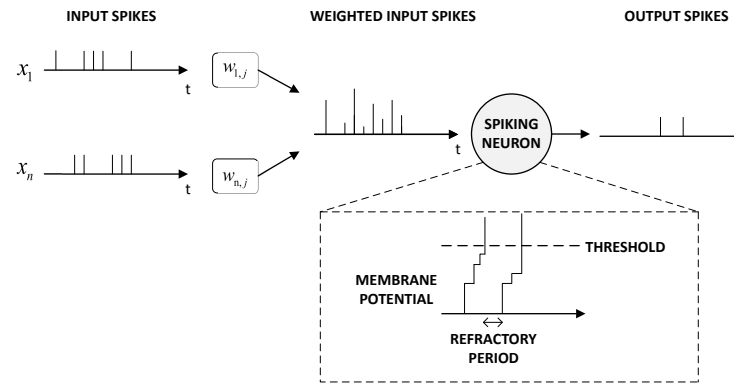 INPUT SPIKES
WEIGHTED INPUT SPIKES
OUTPUT SPIKES
x1
t
w1,j
xn
t
wn,j
t
SPIKING
NEURON
THRESHOLD
MEMBRANE
POTENTIAL
REFRACTORY
PERIOD